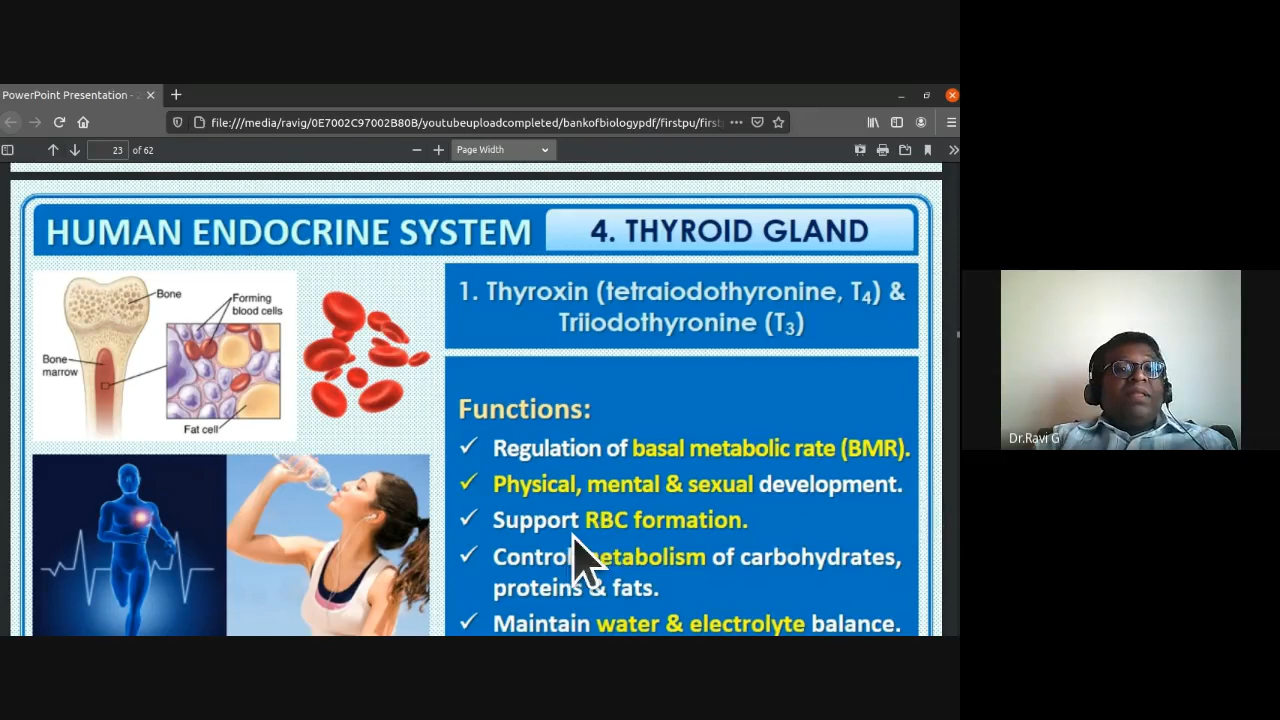 PowerPoint Presentation -
file:///media/ravig/0E7002C97002B80B/youtubeuploadcompleted/bankofbiologypdf/firstpu/first
23 of 62
Page Width
HUMAN ENDOCRINE SYSTEM
4. THYROID GLAND
Bone
Forming
blood cells
Bone
marrow
Fat cell
1. Thyroxin (tetraiodothyronine, T₄) &
Triiodothyronine (T₃)
Functions:
✓ Regulation of basal metabolic rate (BMR).
✓ Physical, mental & sexual development.
✓ Support RBC formation.
✓ Control metabolism of carbohydrates,
proteins & fats.
✓ Maintain water & electrolyte balance.
Dr.Ravi G